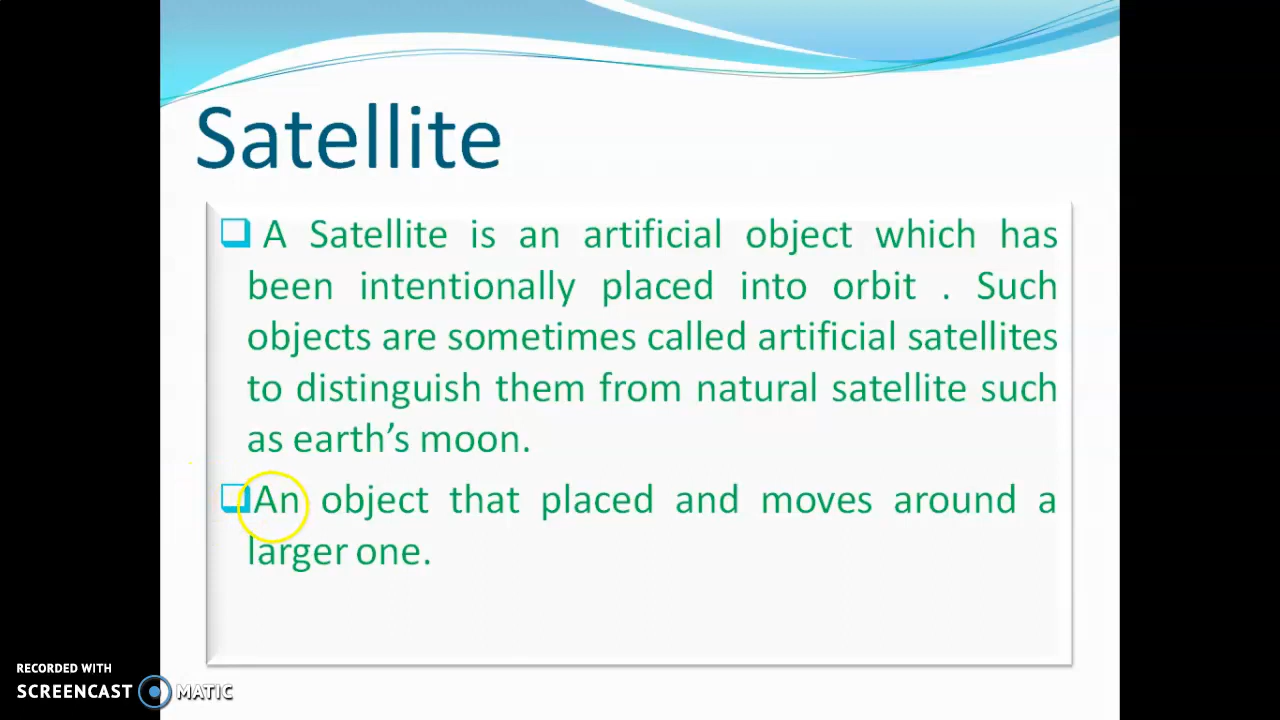 Satellite
A Satellite is an artificial object which has
been intentionally placed into orbit . Such
objects are sometimes called artificial satellites
to distinguish them from natural satellite such
as earth’s moon.
An object that placed and moves around a
larger one.
RECORDED WITH
SCREENCAST MATIC